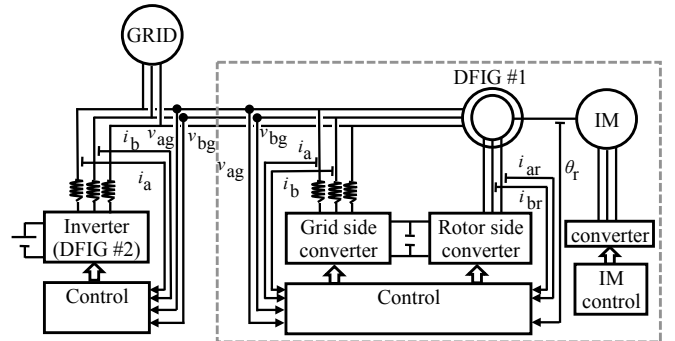 GRID
DFIG #1
IM
i_b
v_ag
v_bg
i_a
v_ag
v_bg
i_a
i_b
i_ar
i_br
θ_r
Inverter
(DFIG #2)
Grid side
converter
Rotor side
converter
converter
Control
Control
IM
control